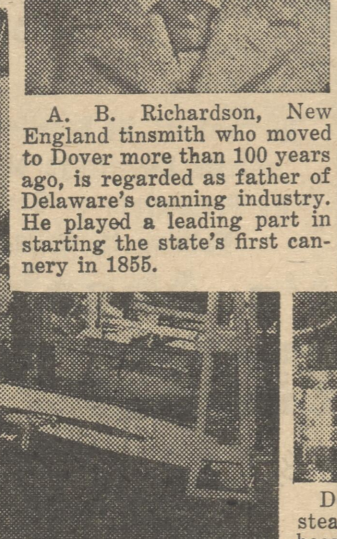 A. B. Richardson, New
England tinsmith who moved
to Dover more than 100 years
ago, is regarded as father of
Delaware's canning industry.
He played a leading part in
starting the state's first can-
nery in 1855.
D
stea